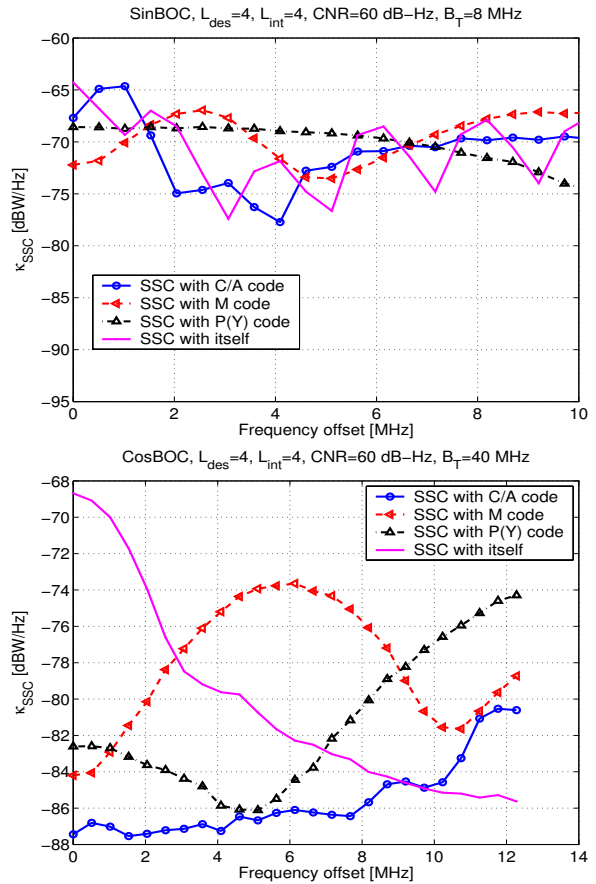 SinBOC, L_des=4, L_int=4, CNR=60 dB-Hz, B_T=8 MHz
κ_SSC [dBW/Hz]
-60
-65
-70
-75
-80
-85
-90
-95
SSC with C/A code
SSC with M code
SSC with P(Y) code
SSC with itself
0 2 4 6 8 10
Frequency offset [MHz]
CosBOC, L_des=4, L_int=4, CNR=60 dB-Hz, B_T=40 MHz
κ_SSC [dBW/Hz]
-68
-70
-72
-74
-76
-78
-80
-82
-84
-86
-88
SSC with C/A code
SSC with M code
SSC with P(Y) code
SSC with itself
0 2 4 6 8 10 12 14
Frequency offset [MHz]